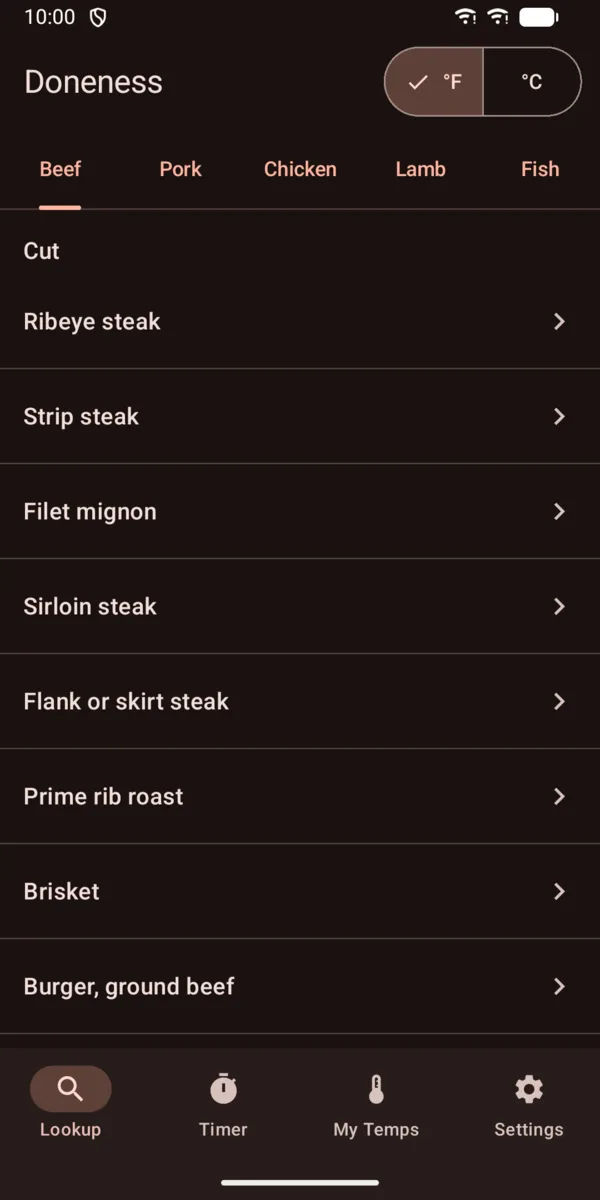 10:00
Doneness
°F
°C
Beef
Pork
Chicken
Lamb
Fish
Cut
Ribeye steak
Strip steak
Filet mignon
Sirloin steak
Flank or skirt steak
Prime rib roast
Brisket
Burger, ground beef
Lookup
Timer
My Temps
Settings